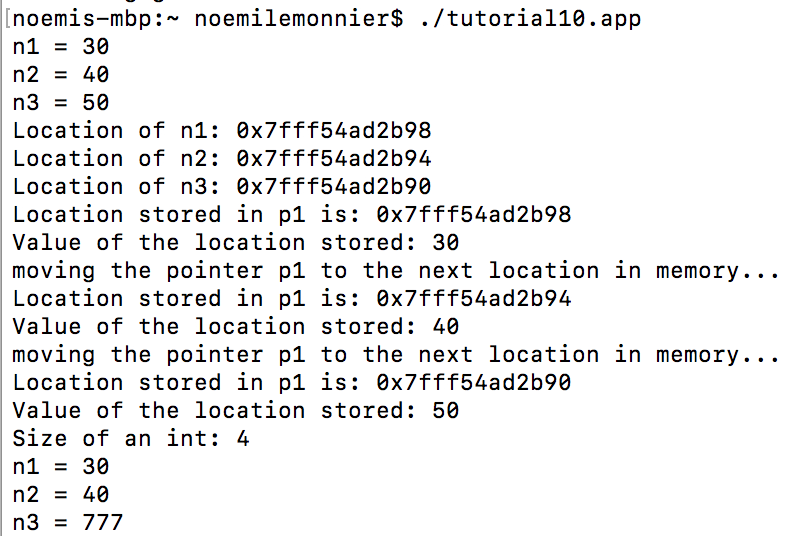 [noemis-mbp:~ noemilemonnier$ ./tutorial10.app
n1 = 30
n2 = 40
n3 = 50
Location of n1: 0x7fff54ad2b98
Location of n2: 0x7fff54ad2b94
Location of n3: 0x7fff54ad2b90
Location stored in p1 is: 0x7fff54ad2b98
Value of the location stored: 30
moving the pointer p1 to the next location in memory...
Location stored in p1 is: 0x7fff54ad2b94
Value of the location stored: 40
moving the pointer p1 to the next location in memory...
Location stored in p1 is: 0x7fff54ad2b90
Value of the location stored: 50
Size of an int: 4
n1 = 30
n2 = 40
n3 = 777